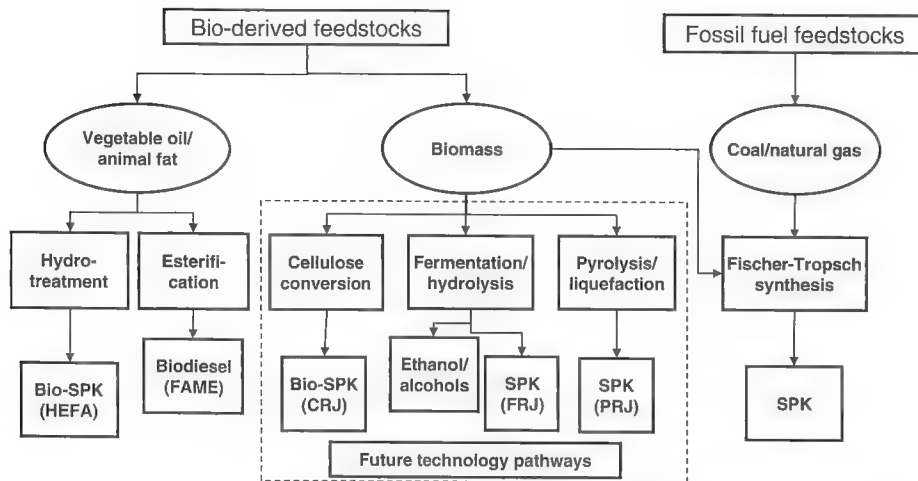 Bio-derived feedstocks
Fossil fuel feedstocks
Vegetable oil/
animal fat
Biomass
Coal/natural gas
Hydro-
treatment
Esterifi-
cation
Cellulose
conversion
Fermentation/
hydrolysis
Pyrolysis/
liquefaction
Fischer-Tropsch
synthesis
Bio-SPK
(HEFA)
Biodiesel
(FAME)
Bio-SPK
(CRJ)
Ethanol/
alcohols
SPK
(FRJ)
SPK
(PRJ)
SPK
Future technology pathways